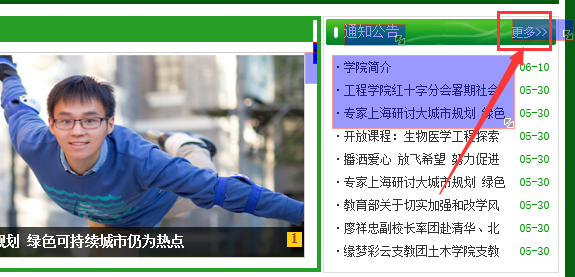 通知公告
更多>>
· 学院简介 06-10
· 工程学院红十字分会暑期社会 05-30
· 专家上海研讨大城市规划 绿色 05-30
· 开放课程: 生物医学工程探索 05-30
· 播洒爱心 放飞希望 努力促进 05-30
· 专家上海研讨大城市规划 绿色 05-30
· 教育部关于切实加强和改学风 05-30
· 廖祥忠副校长率团赴清华、北 05-30
· 缘梦彩云支教团土木学院支教 05-30
规划 绿色可持续城市仍为热点
1